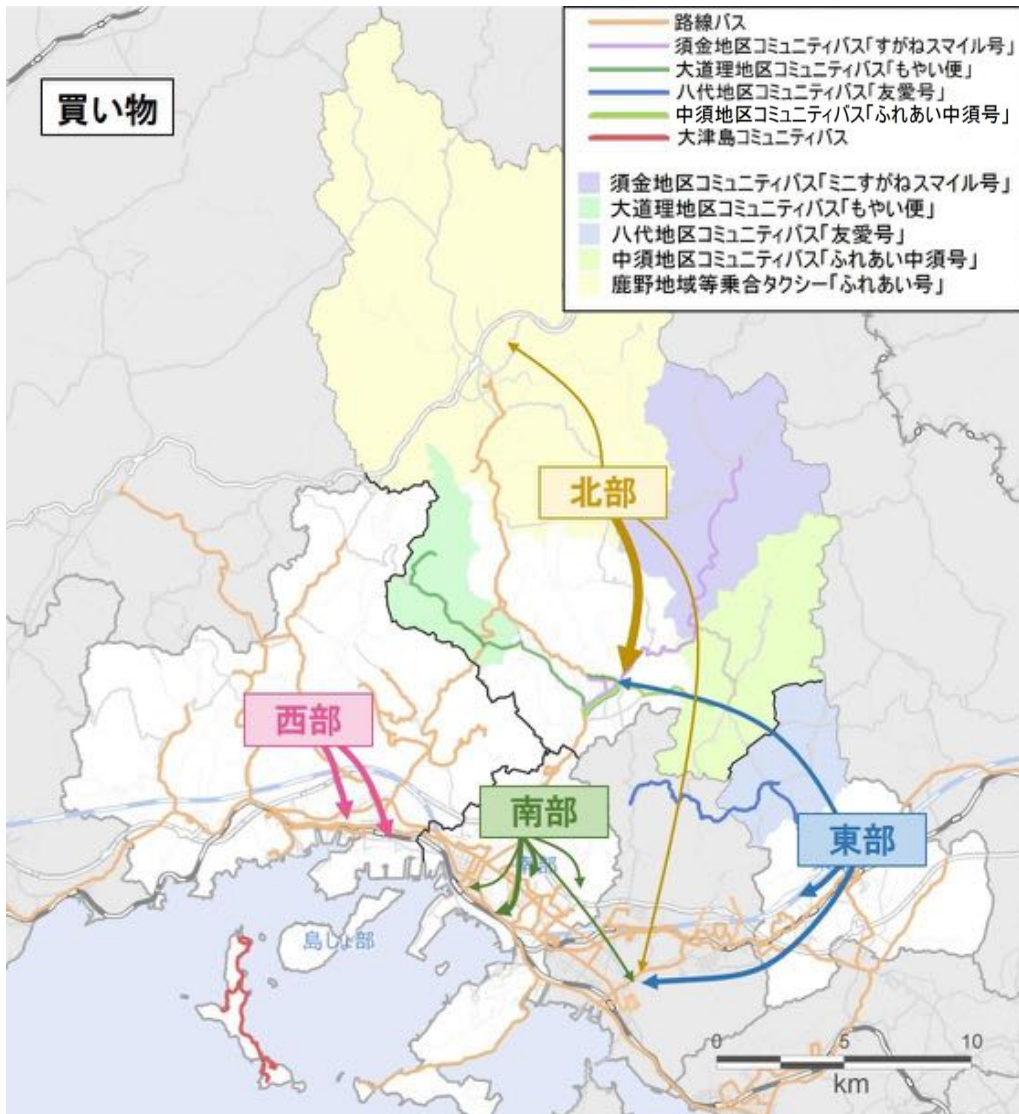 買い物
路線バス
須金地区コミュニティバス「すがねスマイル号」
大道理地区コミュニティバス「もやい便」
八代地区コミュニティバス「友愛号」
中須地区コミュニティバス「ふれあい中須号」
大津島コミュニティバス
須金地区コミュニティバス「ミニすがねスマイル号」
大道理地区コミュニティバス「もやい便」
八代地区コミュニティバス「友愛号」
中須地区コミュニティバス「ふれあい中須号」
鹿野地域等乗合タクシー「ふれあい号」
北部
西部
南部
東部
島しょ部
0 5 10
km